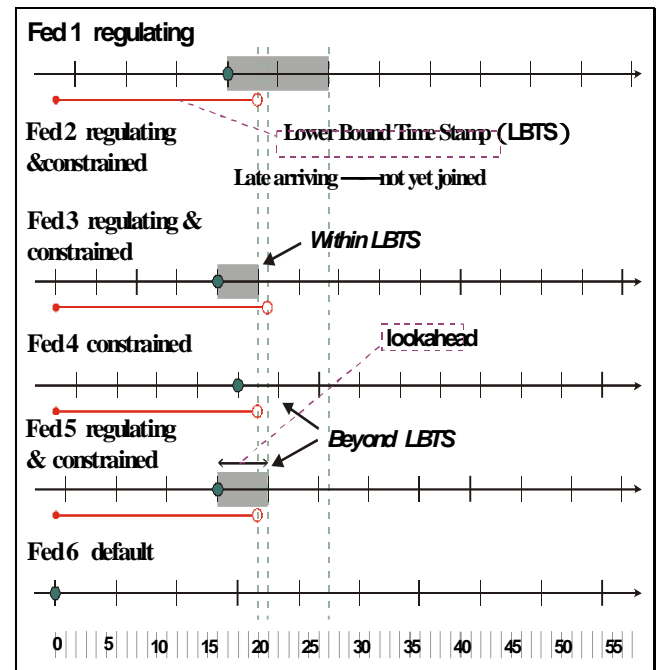 Fed 1 regulating
Fed 2 regulating
&constrained
Lower Bound Time Stamp (LBTS)
Late arriving ——not yet joined
Fed 3 regulating &
constrained
Within LBTS
Fed 4 constrained
lookahead
Fed 5 regulating
& constrained
Beyond LBTS
Fed 6 default
0 5 10 15 20 25 30 35 40 45 50 55